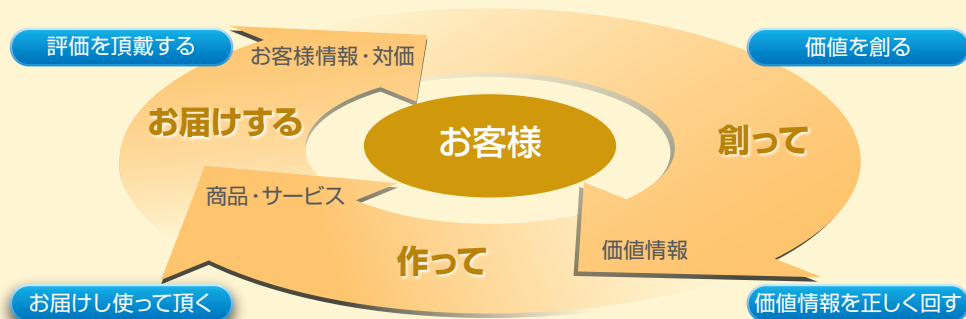 評価を頂戴する
価値を創る
お客様情報・対価
お届けする
お客様
創って
商品・サービス
作って
価値情報
お届けし使って頂く
価値情報を正しく回す